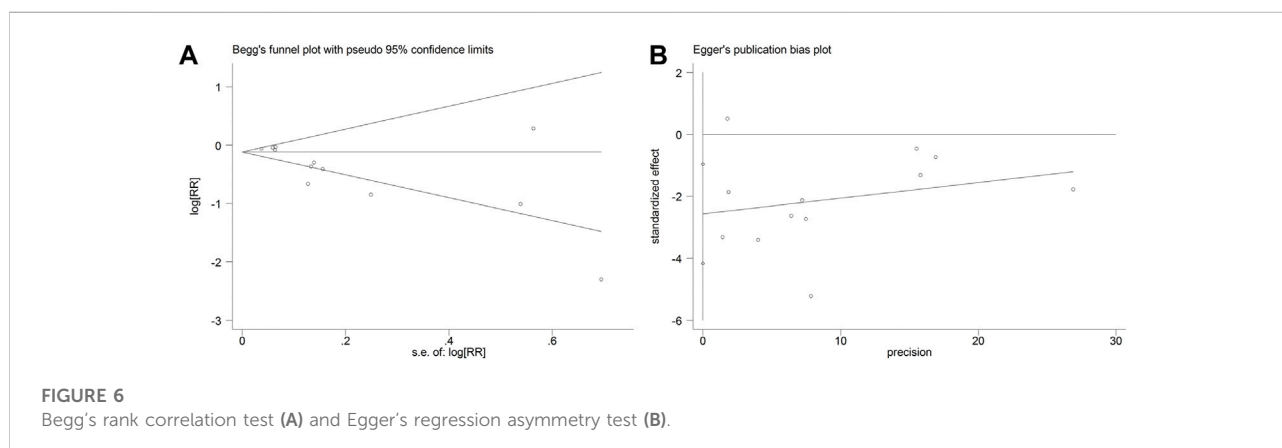 A
Begg's funnel plot with pseudo 95% confidence limits
1
0
-1
-2
-3
log[RR]
0
.2
.4
.6
s.e. of: log[RR]
B
Egger's publication bias plot
2
0
-2
-4
-6
standardized effect
0
10
20
30
precision
FIGURE 6
Begg's rank correlation test (A) and Egger's regression asymmetry test (B).